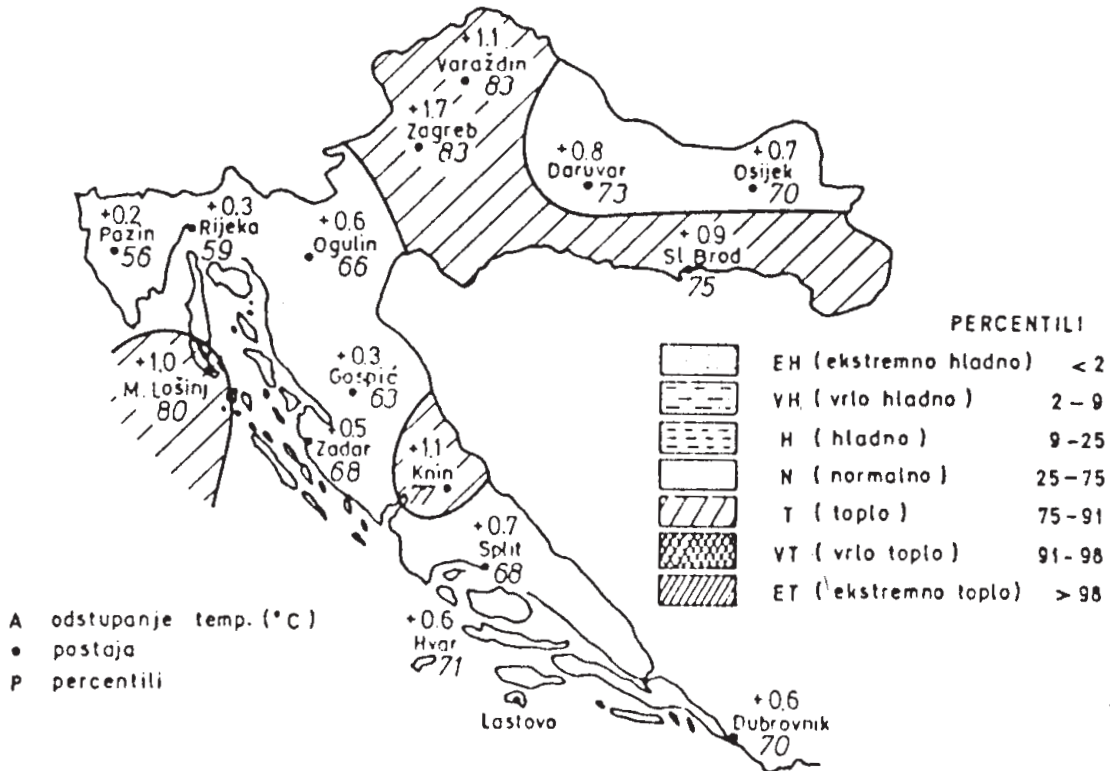 +1.1
Varaždin
83
+1.7
Zagreb
83
+0.8
Daruvar
73
+0.7
Osijek
70
+0.2
Pazin
56
+0.3
Rijeka
59
+0.6
Ogulin
66
+0.9
Sl. Brod
75
+1.0
M. Lošinj
80
+0.3
Gospić
63
+0.5
Zadar
68
+1.1
Knin
77
+0.7
Split
68
+0.6
Hvar
71
Lastovo
+0.6
Dubrovnik
70
PERCENTILI
EH (ekstremno hladno) < 2
VH (vrlo hladno) 2 – 9
H (hladno) 9 – 25
N (normalno) 25 – 75
T (toplo) 75 – 91
VT (vrlo toplo) 91 – 98
ET (ekstremno toplo) > 98
A odstupanje temp. (°C)
• postaja
P percentili